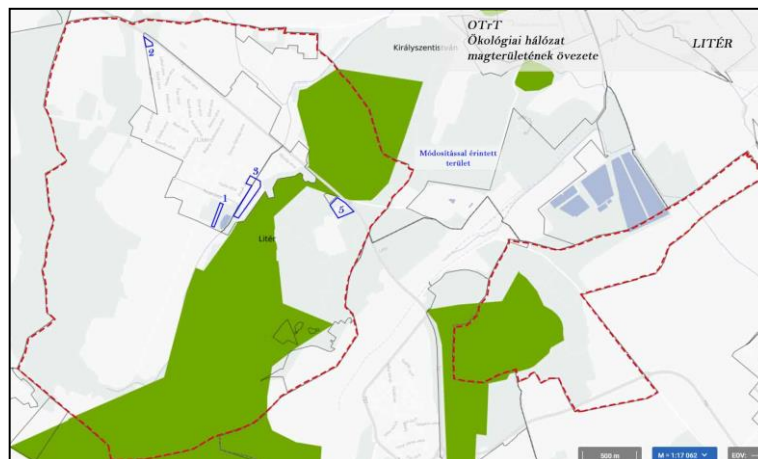 OTrT
Ökológiai hálózat
magterületének övezete
LITÉR
Királyszentistván
2
Módosítással érintett
terület
3
1
5
Litér
500 m
M = 1:17 062
EOV: